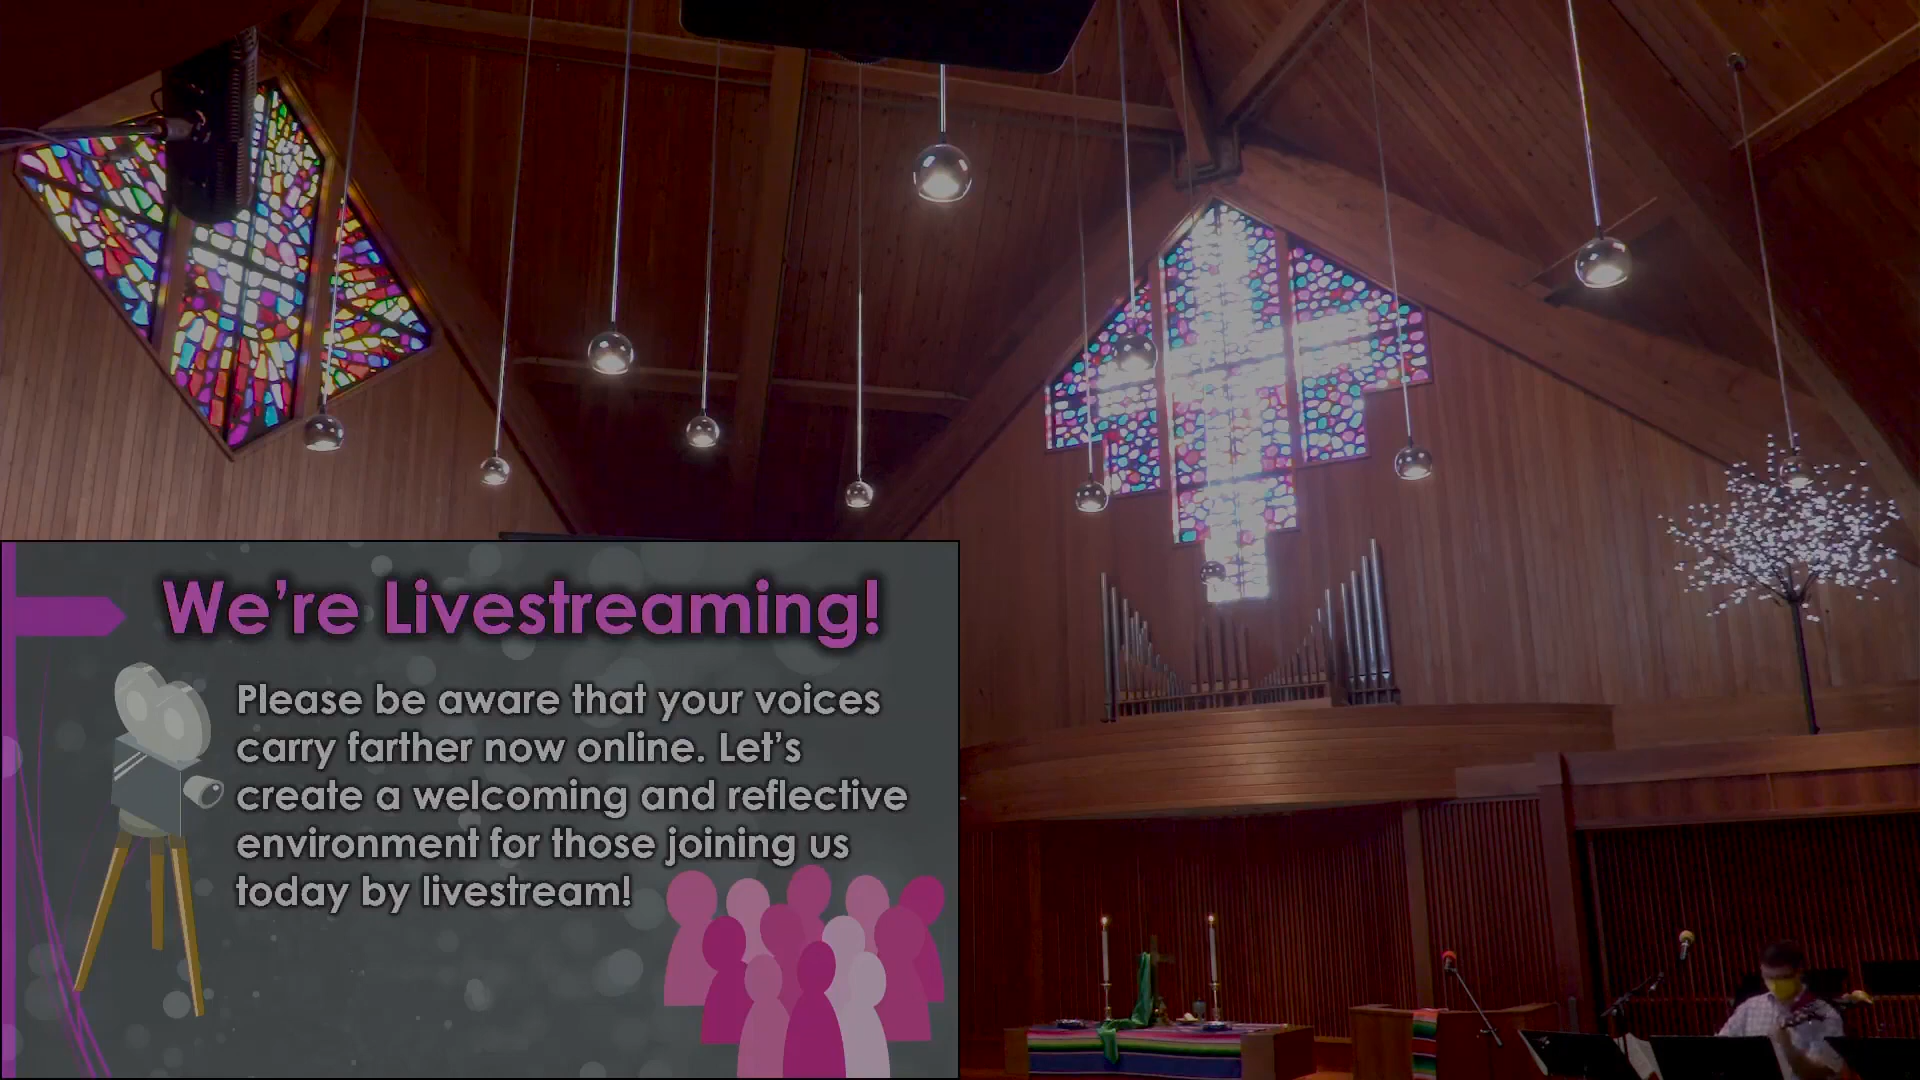 We're Livestreaming!
Please be aware that your voices
carry farther now online. Let's
create a welcoming and reflective
environment for those joining us
today by livestream!